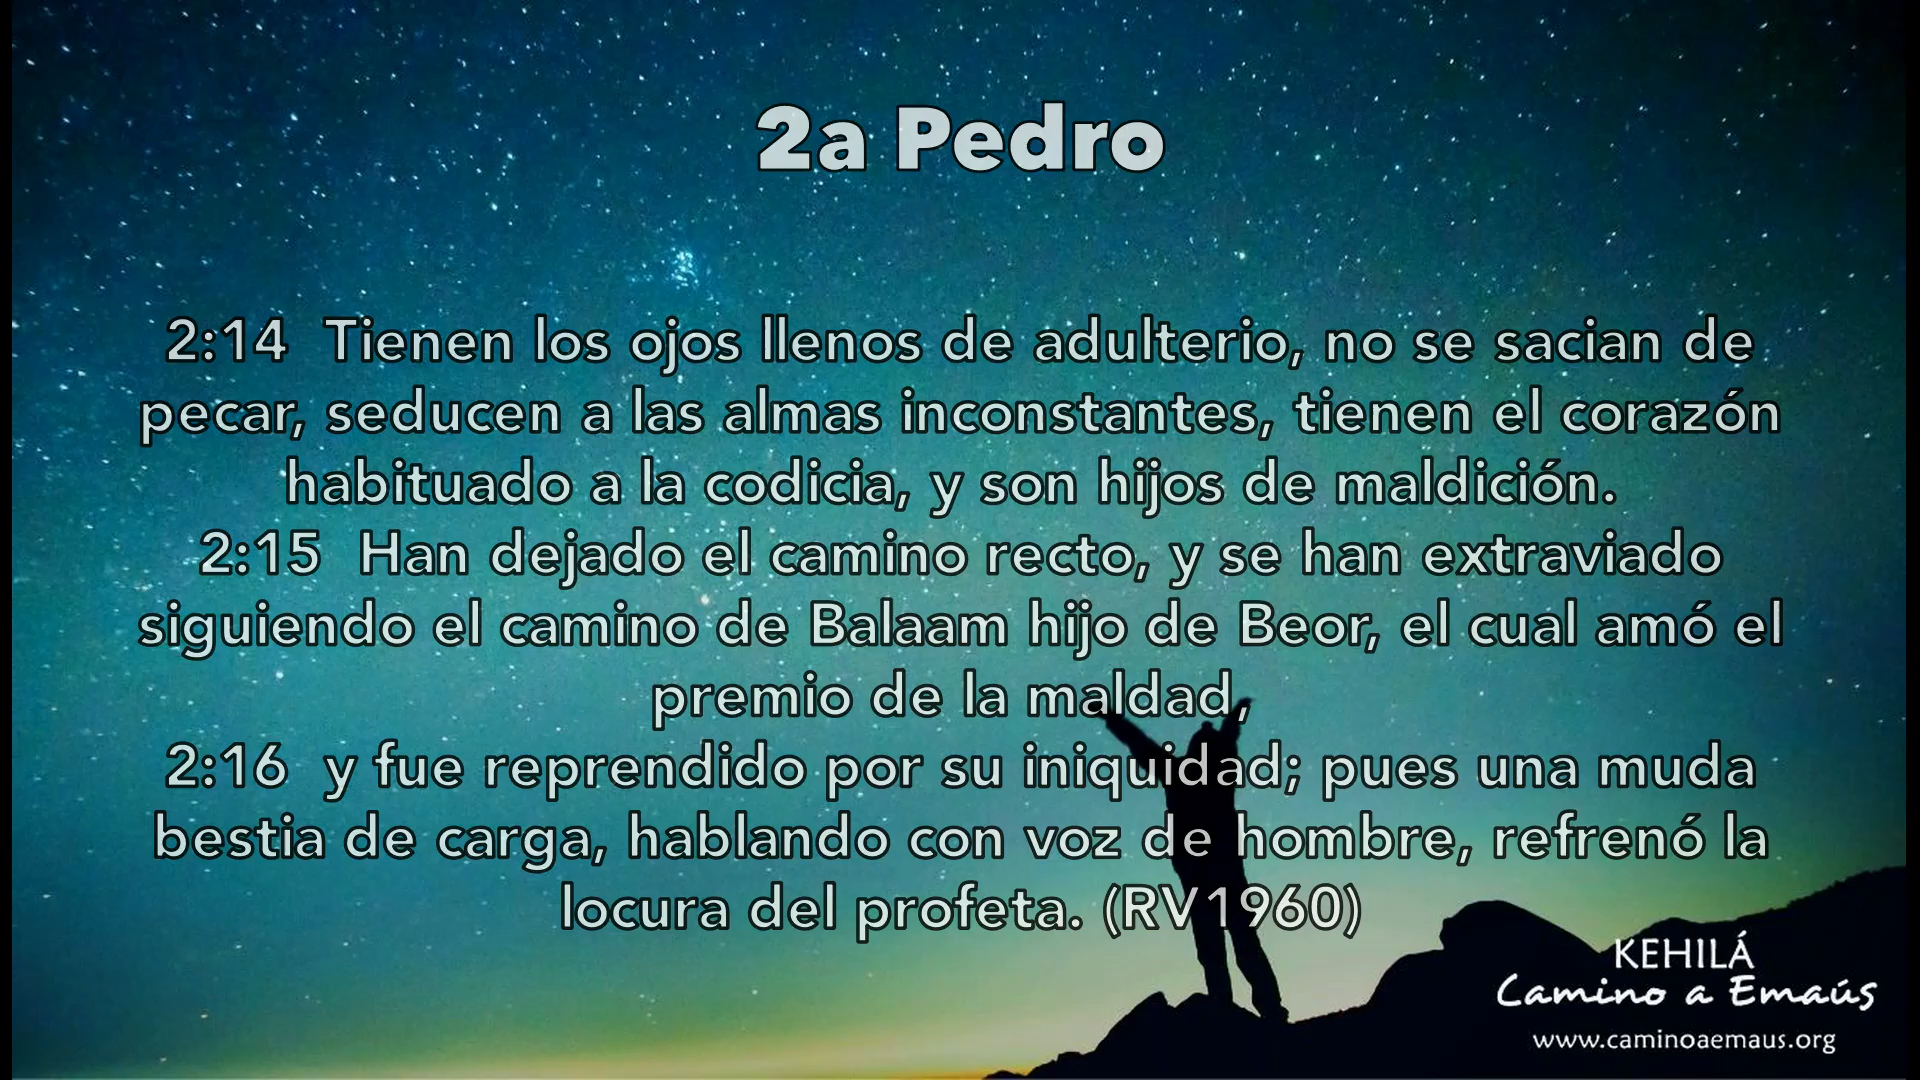 2a Pedro
2:14 Tienen los ojos llenos de adulterio, no se sacian de
pecar, seducen a las almas inconstantes, tienen el corazón
habituado a la codicia, y son hijos de maldición.
2:15 Han dejado el camino recto, y se han extraviado
siguiendo el camino de Balaam hijo de Beor, el cual amó el
premio de la maldad,
2:16 y fue reprendido por su iniquidad; pues una muda
bestia de carga, hablando con voz de hombre, refrenó la
locura del profeta. (RV1960)
KEHILÁ
Camino a Emaús
www.caminoaemaus.org